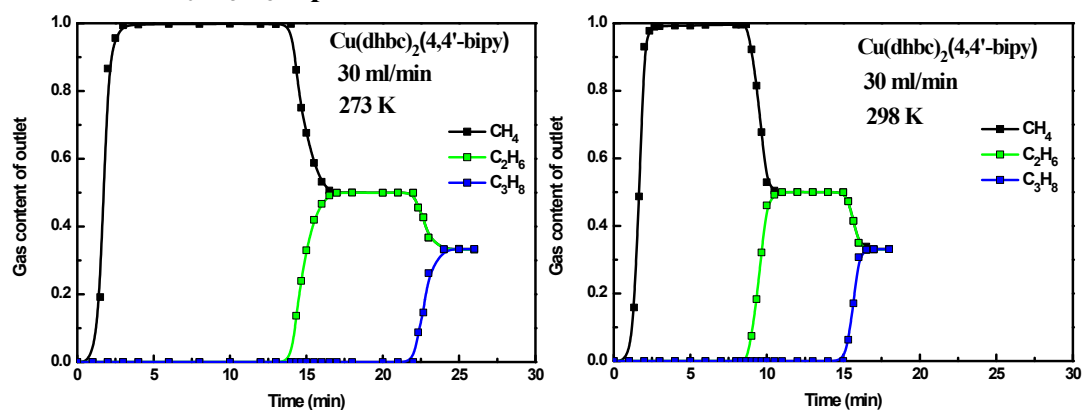 Gas content of outlet
1.0
0.8
0.6
0.4
0.2
0.0
0
5
10
15
20
25
30
Time (min)
Cu(dhbc)2(4,4'-bipy)
30 ml/min
273 K
CH4
C2H6
C3H8
Gas content of outlet
1.0
0.8
0.6
0.4
0.2
0.0
0
5
10
15
20
25
30
Time (min)
Cu(dhbc)2(4,4'-bipy)
30 ml/min
298 K
CH4
C2H6
C3H8